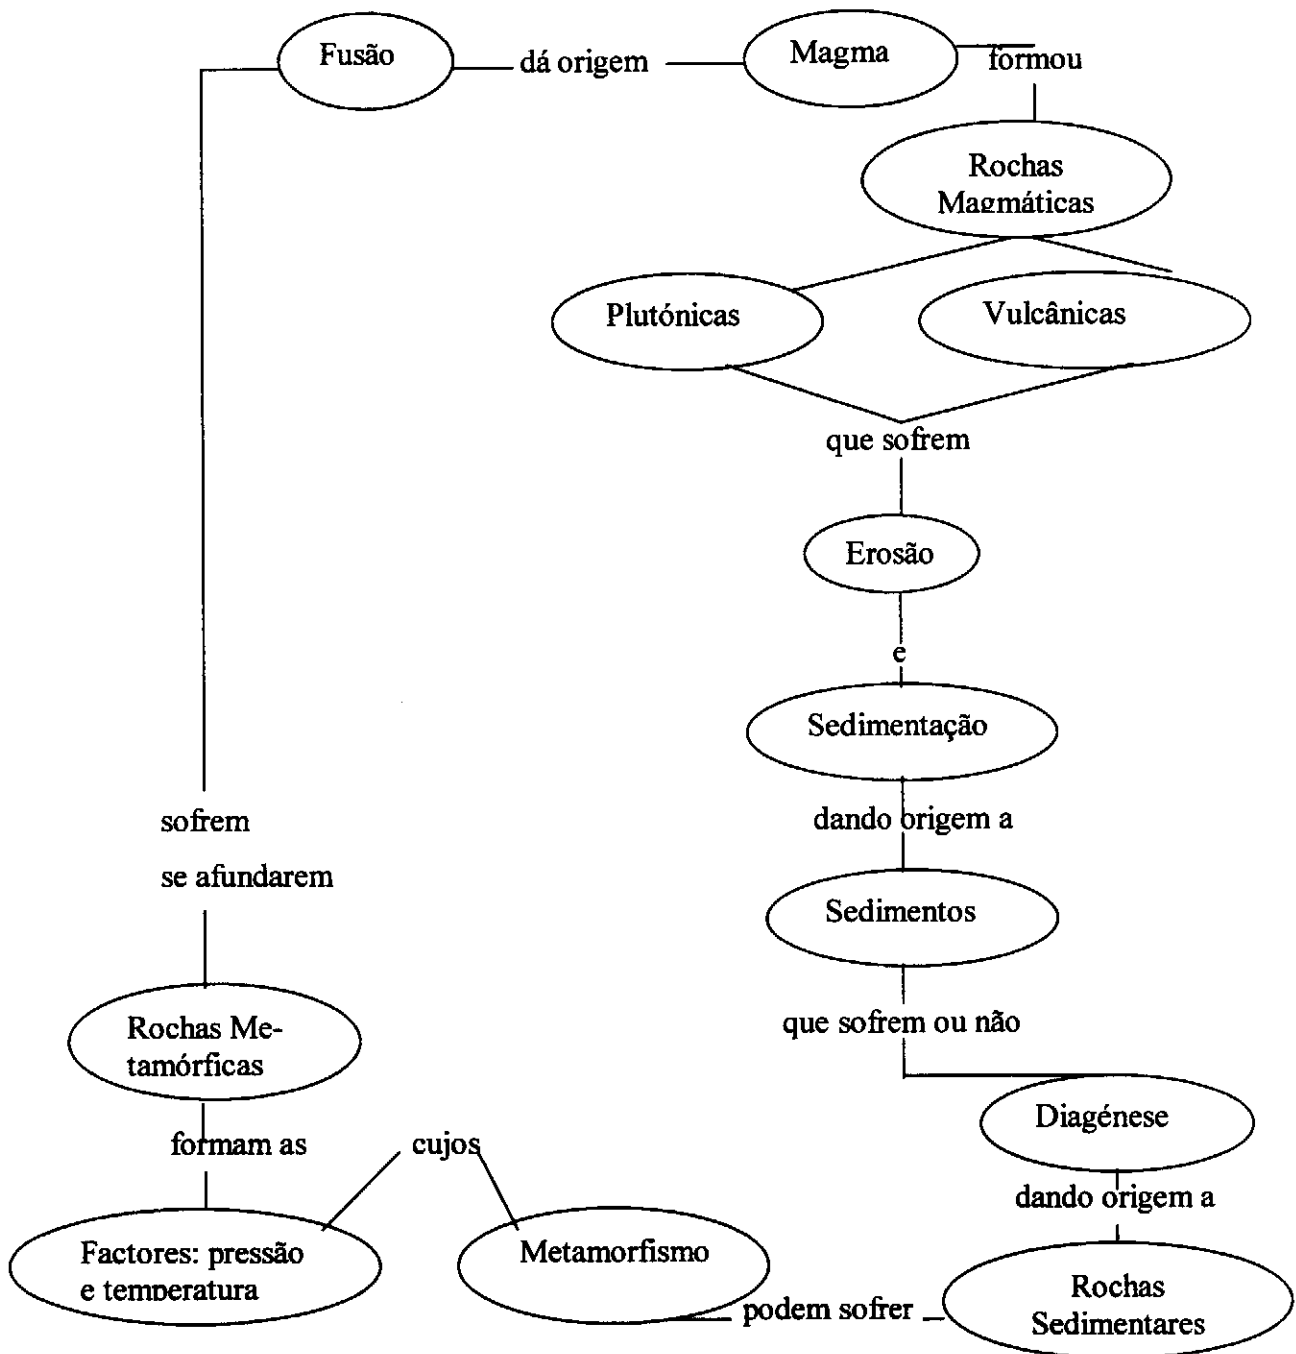 Fusão
dá origem
Magma
formou
Rochas
Magmáticas
Plutónicas
Vulcânicas
que sofrem
Erosão
e
Sedimentação
dando origem a
Sedimentos
que sofrem ou não
Diagénese
dando origem a
Rochas
Sedimentares
podem sofrer
Metamorfismo
cujos
Factores: pressão
e temperatura
formam as
Rochas Me-
tamórficas
se afundarem
sofrem